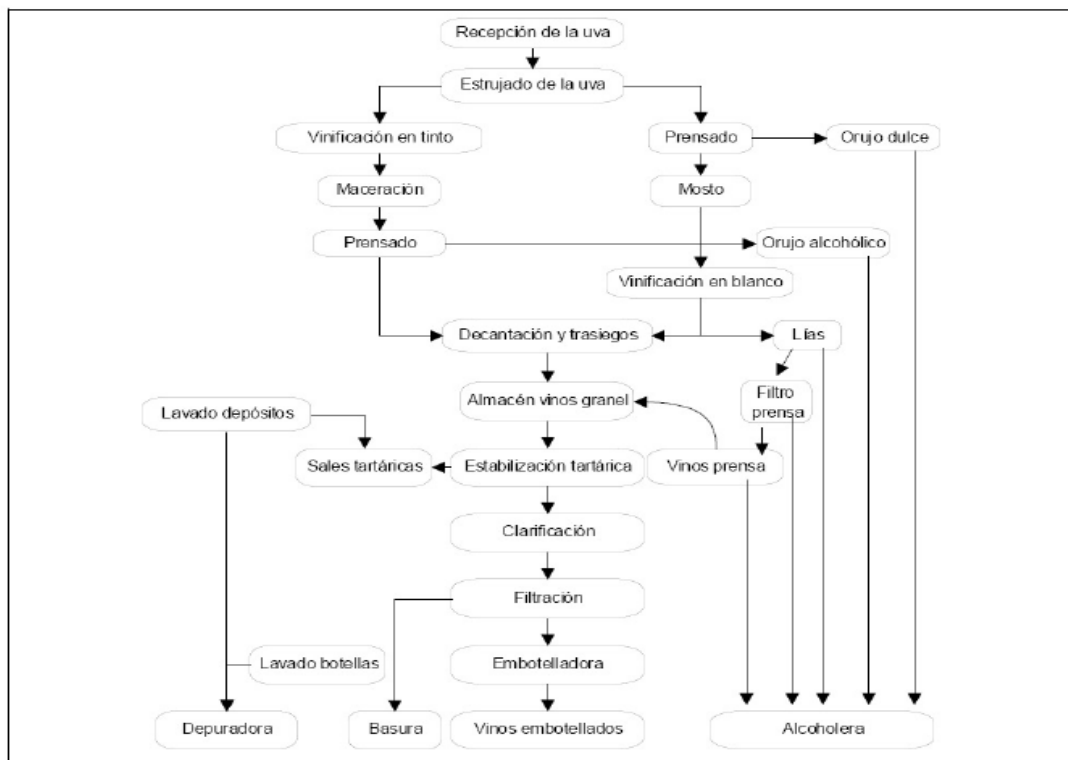 Recepción de la uva
Estrujado de la uva
Vinificación en tinto
Prensado
Orujo dulce
Maceración
Mosto
Prensado
Orujo alcohólico
Vinificación en blanco
Decantación y trasiegos
Lías
Almacén vinos granel
Filtro
prensa
Lavado depósitos
Sales tartáricas
Estabilización tartárica
Vinos prensa
Clarificación
Filtración
Lavado botellas
Embotelladora
Depuradora
Basura
Vinos embotellados
Alcoholera